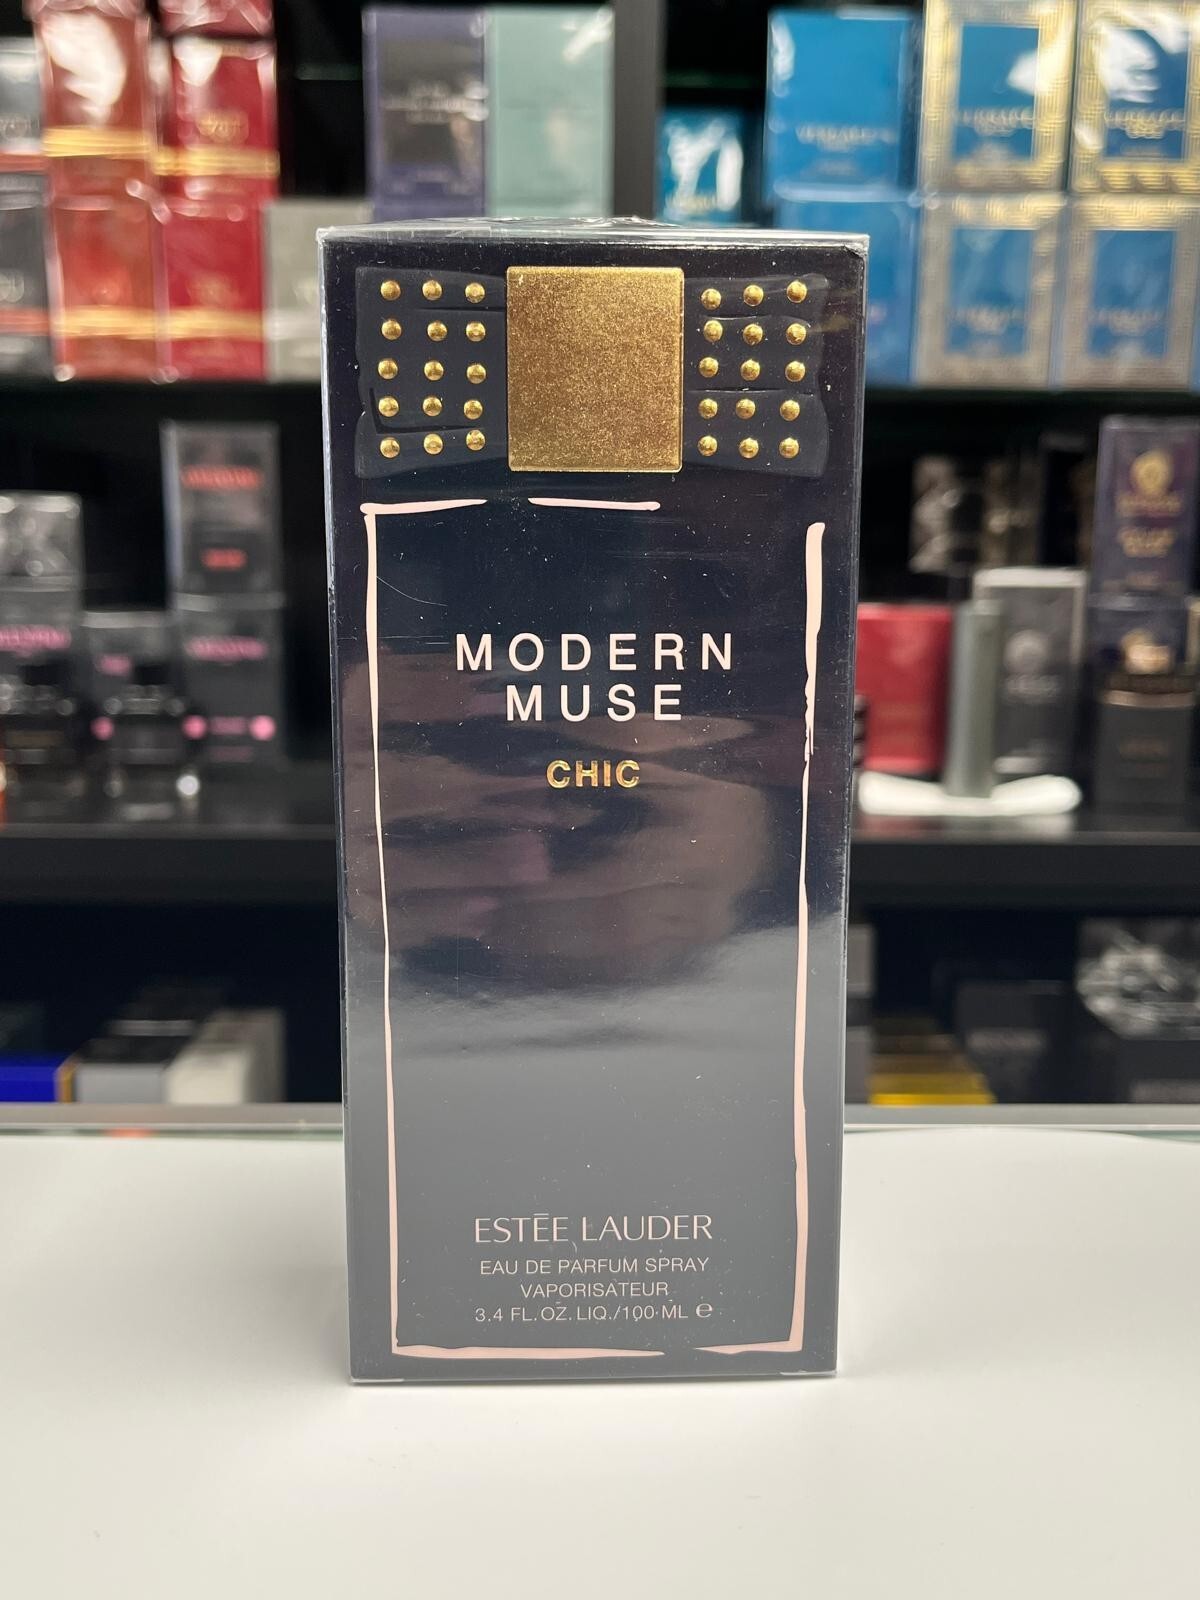 MODERN
MUSE
CHIC
ESTĒE LAUDER
EAU DE PARFUM SPRAY
VAPORISATEUR
3.4 FL.OZ.LIQ./100 ML ℮